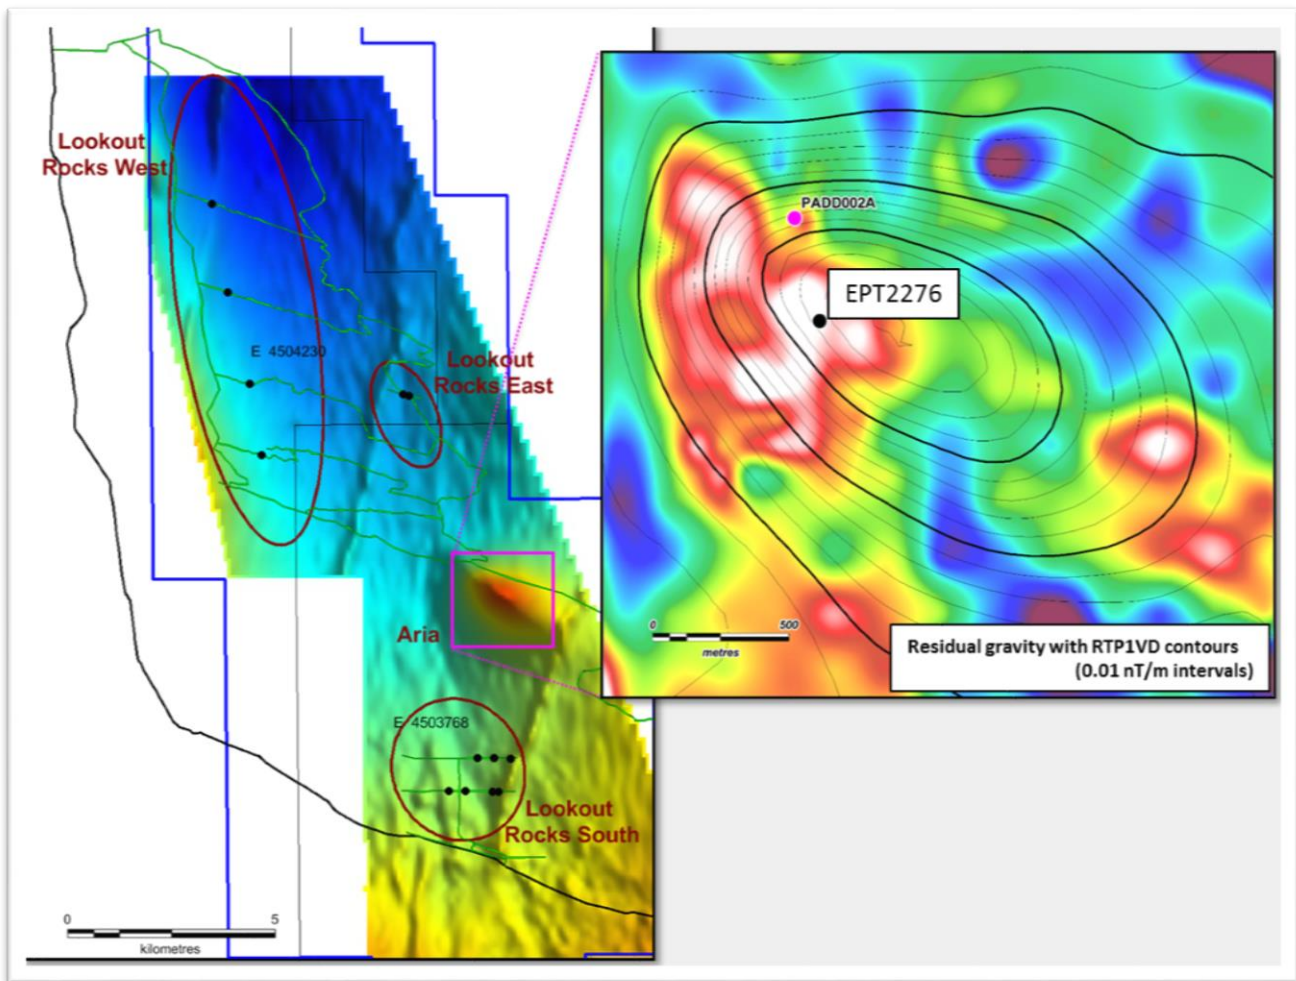 Lookout
Rocks West
E 4504230
Lookout
Rocks East
Aria
E 4503768
Lookout
Rocks South
0 5
kilometres
PADD002A
EPT2276
0 500
metres
Residual gravity with RTP1VD contours
(0.01 nT/m intervals)